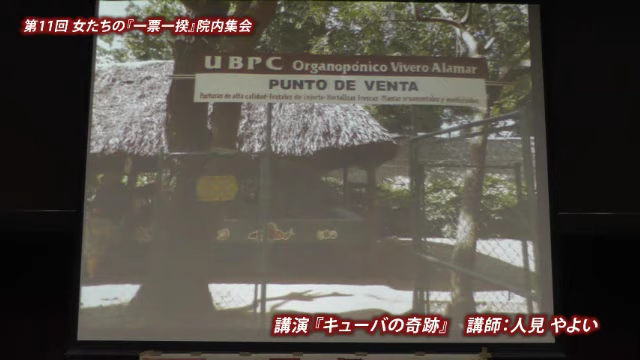 第11回 女たちの『一票一揆』院内集会
UBPC Organopónico Vivero Alamar
PUNTO DE VENTA
講演『キューバの奇跡』 講師：人見 やよい